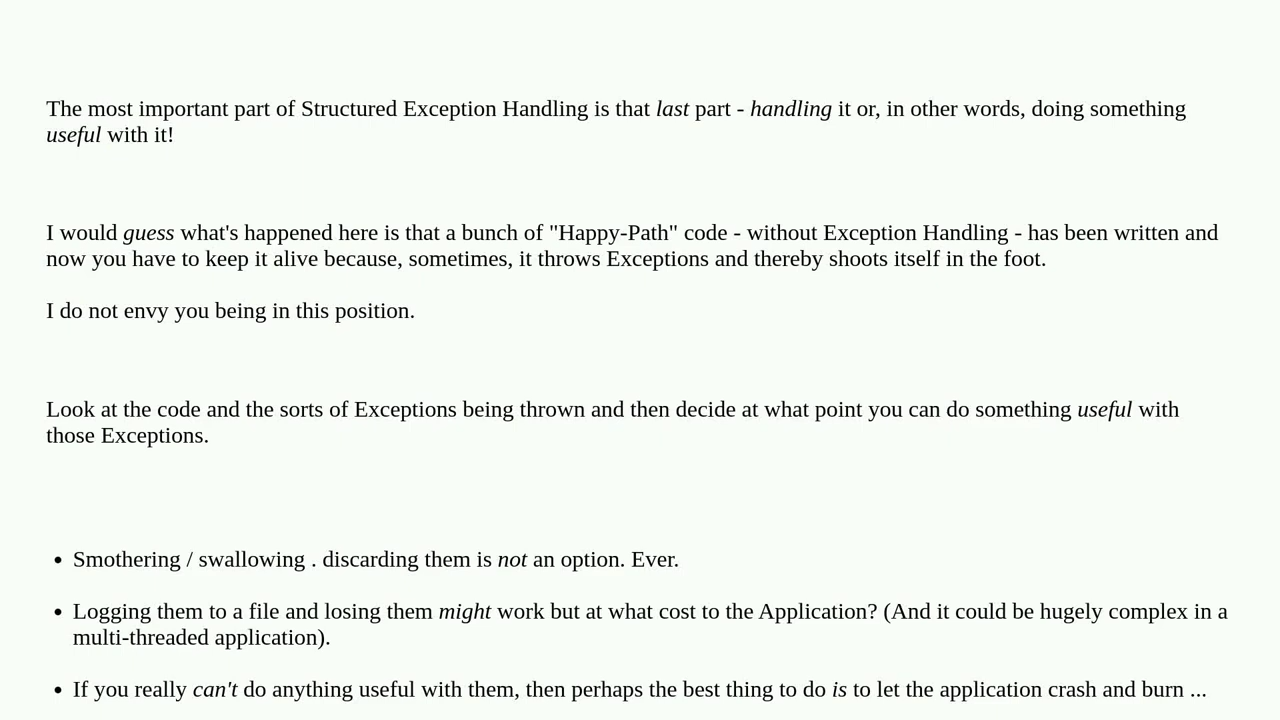 The most important part of Structured Exception Handling is that last part - handling it or, in other words, doing something
useful with it!
I would guess what's happened here is that a bunch of "Happy-Path" code - without Exception Handling - has been written and
now you have to keep it alive because, sometimes, it throws Exceptions and thereby shoots itself in the foot.
I do not envy you being in this position.
Look at the code and the sorts of Exceptions being thrown and then decide at what point you can do something useful with
those Exceptions.
• Smothering / swallowing . discarding them is not an option. Ever.
• Logging them to a file and losing them might work but at what cost to the Application? (And it could be hugely complex in a
multi-threaded application).
• If you really can't do anything useful with them, then perhaps the best thing to do is to let the application crash and burn ...